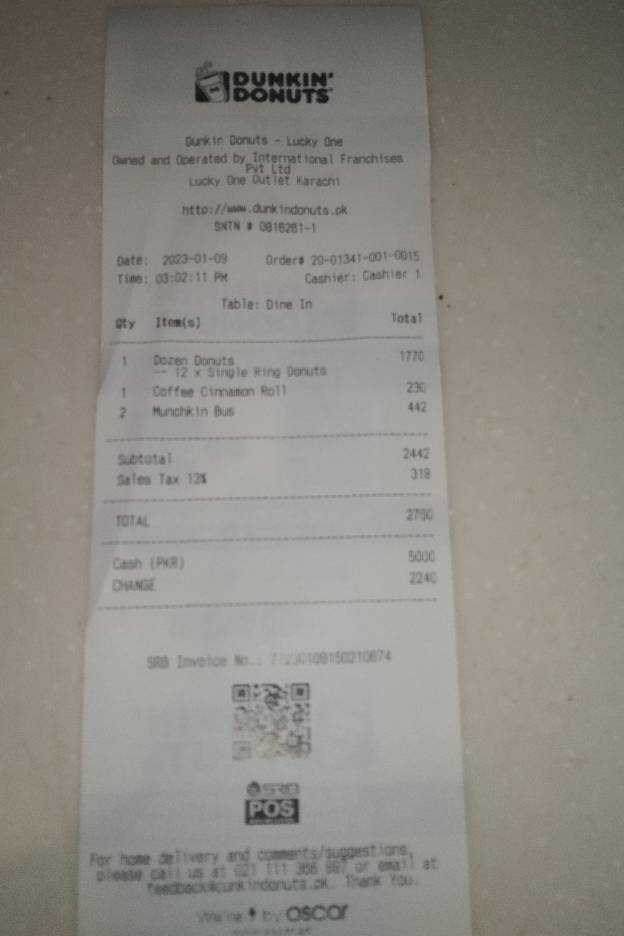 DUNKIN'
DONUTS
Dunkin Donuts - Lucky One
Owned and Operated by International Franchises
Pvt Ltd
Lucky One Outlet Karachi
http://www.dunkindonuts.pk
SNTN # 0816281-1
Date: 2023-01-09 Order# 20-01341-001-0015
Time: 03:02:11 PM Cashier: Cashier 1
Table: Dine In
Qty Item(s) Total
1 Dozen Donuts 1770
-- 12 x Single Ring Donuts
1 Coffee Cinnamon Roll 230
2 Munchkin Bus 442
Subtotal 2442
Sales Tax 13% 318
TOTAL 2760
Cash (PKR) 5000
CHANGE 2240
SRB Invoice No.:
SRB
POS
For home delivery and comments/suggestions,
please call us at 021 111 366 887 or email at
feedback@dunkindonuts.pk. Thank You.
We're by oscar